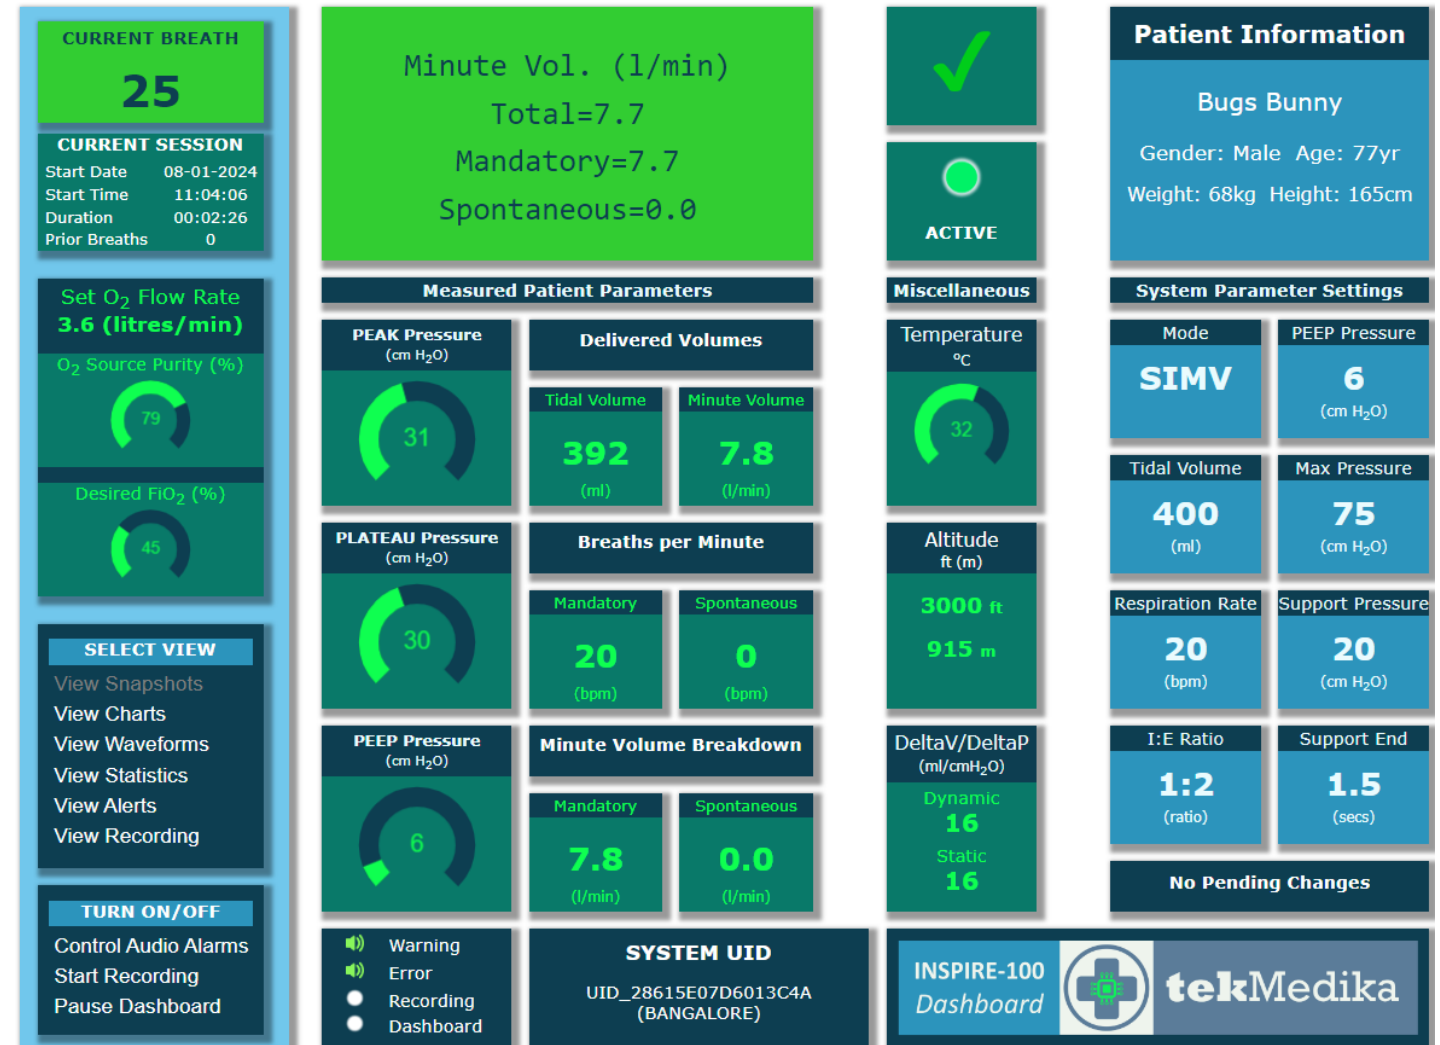 CURRENT BREATH
25
CURRENT SESSION
Start Date 08-01-2024
Start Time 11:04:06
Duration 00:02:26
Prior Breaths 0
Set O₂ Flow Rate
3.6 (litres/min)
O₂ Source Purity (%)
79
Desired FiO₂ (%)
45
SELECT VIEW
View Snapshots
View Charts
View Waveforms
View Statistics
View Alerts
View Recording
TURN ON/OFF
Control Audio Alarms
Start Recording
Pause Dashboard
Minute Vol. (l/min)
Total=7.7
Mandatory=7.7
Spontaneous=0.0
Measured Patient Parameters
PEAK Pressure
(cm H₂O)
31
PLATEAU Pressure
(cm H₂O)
30
PEEP Pressure
(cm H₂O)
6
Delivered Volumes
Tidal Volume
392
(ml)
Minute Volume
7.8
(l/min)
Breaths per Minute
Mandatory
20
(bpm)
Spontaneous
0
(bpm)
Minute Volume Breakdown
Mandatory
7.8
(l/min)
Spontaneous
0.0
(l/min)
Warning
Error
Recording
Dashboard
SYSTEM UID
UID_28615E07D6013C4A
(BANGALORE)
ACTIVE
Miscellaneous
Temperature
ºC
32
Altitude
ft (m)
3000 ft
915 m
DeltaV/DeltaP
(ml/cmH₂O)
Dynamic
16
Static
16
Patient Information
Bugs Bunny
Gender: Male Age: 77yr
Weight: 68kg Height: 165cm
System Parameter Settings
Mode
SIMV
PEEP Pressure
6
(cm H₂O)
Tidal Volume
400
(ml)
Max Pressure
75
(cm H₂O)
Respiration Rate
20
(bpm)
Support Pressure
20
(cm H₂O)
I:E Ratio
1:2
(ratio)
Support End
1.5
(secs)
No Pending Changes
INSPIRE-100
Dashboard
tekMedika